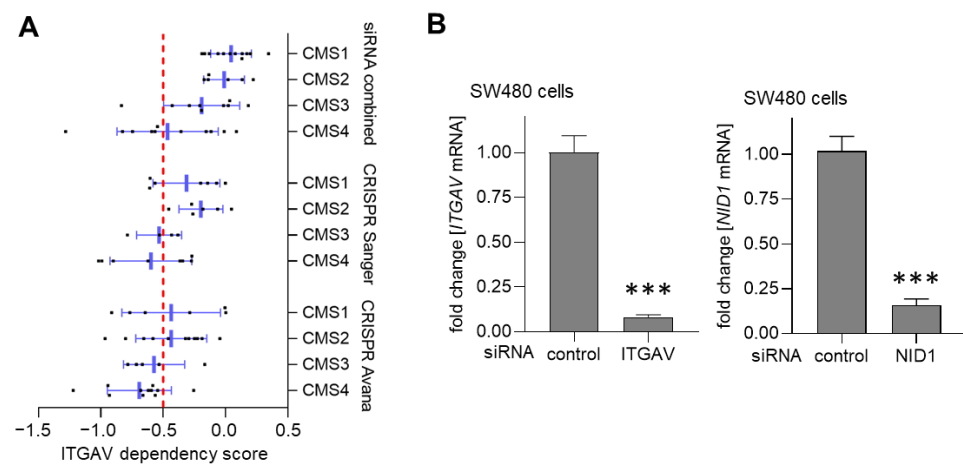 A
B
CMS1
CMS2
CMS3
CMS4
siRNA combined
CMS1
CMS2
CMS3
CMS4
CRISPR Sanger
CMS1
CMS2
CMS3
CMS4
CRISPR Avana
−1.5 −1.0 −0.5 0.0 0.5
ITGAV dependency score
SW480 cells
fold change [ITGAV mRNA]
1.00
0.75
0.50
0.25
0.00
***
siRNA control ITGAV
SW480 cells
fold change [NID1 mRNA]
1.00
0.75
0.50
0.25
0.00
***
siRNA control NID1